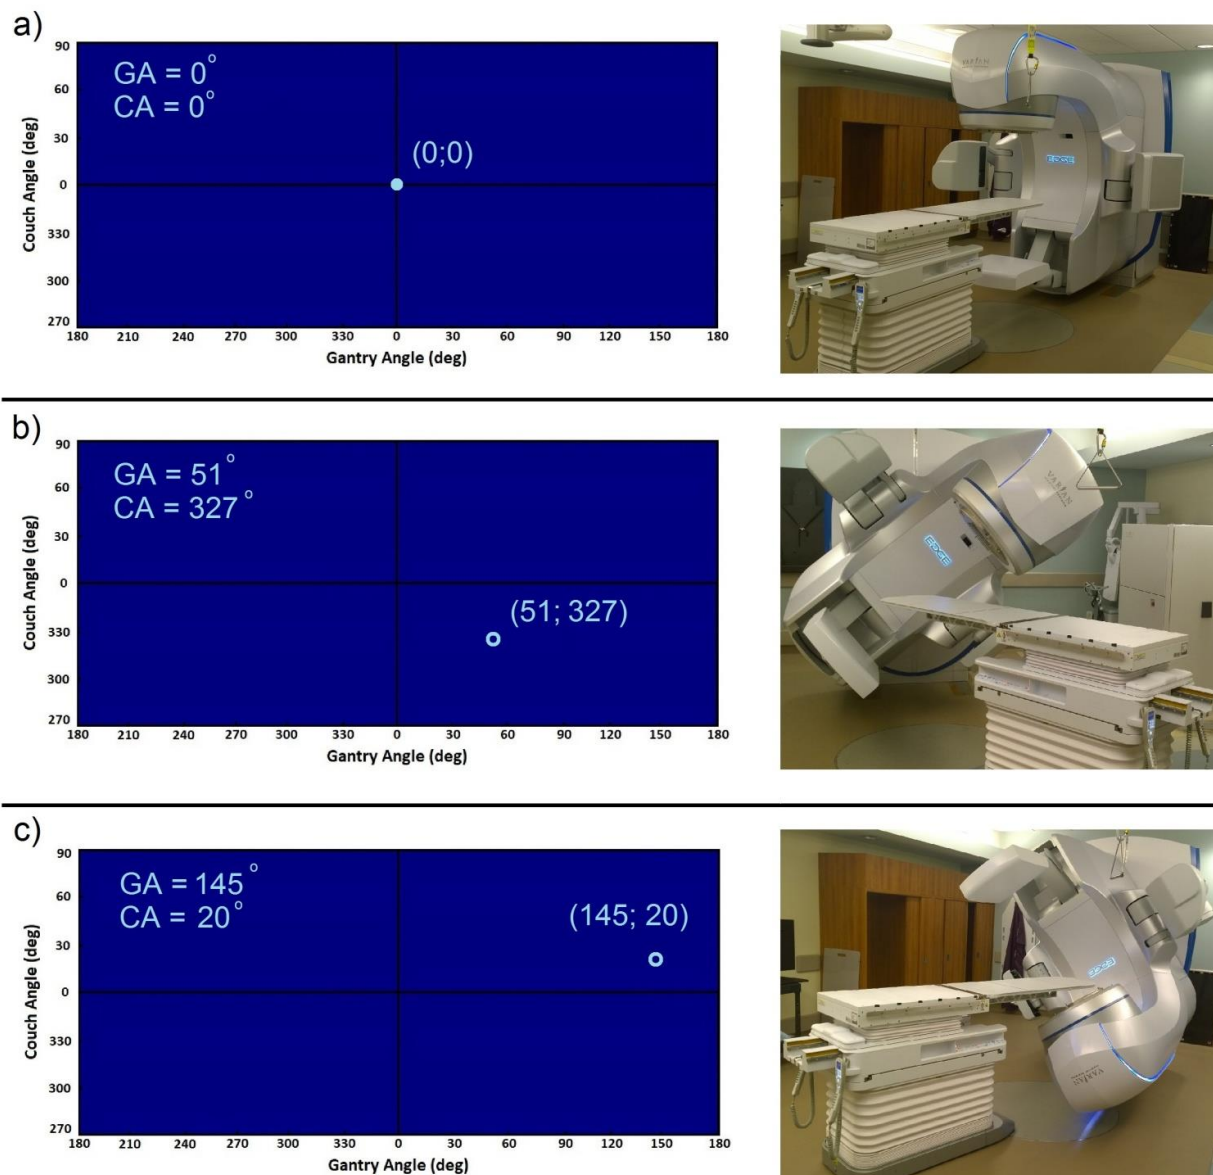 a)
GA = 0°
CA = 0°
(0;0)
90
60
30
0
330
300
270
Couch Angle (deg)
180 210 240 270 300 330 0 30 60 90 120 150 180
Gantry Angle (deg)
EDGE
b)
GA = 51°
CA = 327°
(51; 327)
90
60
30
0
330
300
270
Couch Angle (deg)
180 210 240 270 300 330 0 30 60 90 120 150 180
Gantry Angle (deg)
VARIAN
EDGE
c)
GA = 145°
CA = 20°
(145; 20)
90
60
30
0
330
300
270
Couch Angle (deg)
180 210 240 270 300 330 0 30 60 90 120 150 180
Gantry Angle (deg)
EDGE
VARIAN